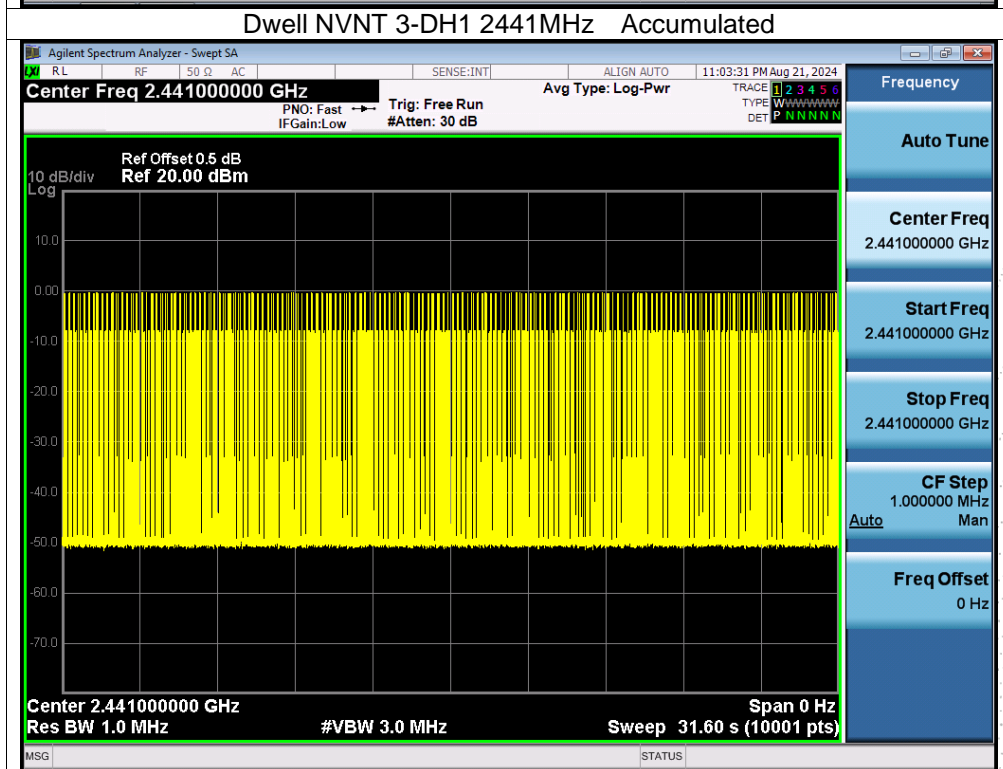 Dwell NVNT 3-DH1 2441MHz Accumulated
Agilent Spectrum Analyzer - Swept SA
LXI RL RF 50 Ω AC SENSE:INT ALIGN AUTO 11:03:31 PM Aug 21, 2024
Center Freq 2.441000000 GHz Avg Type: Log-Pwr TRACE 1 2 3 4 5 6
PNO: Fast Trig: Free Run TYPE WWWWWW
IFGain:Low #Atten: 30 dB DET P N N N N N
Frequency
Auto Tune
Ref Offset 0.5 dB
10 dB/div Ref 20.00 dBm
Log
10.0
0.00
-10.0
-20.0
-30.0
-40.0
-50.0
-60.0
-70.0
Center Freq
2.441000000 GHz
Start Freq
2.441000000 GHz
Stop Freq
2.441000000 GHz
CF Step
1.000000 MHz
Auto Man
Freq Offset
0 Hz
Center 2.441000000 GHz Span 0 Hz
Res BW 1.0 MHz #VBW 3.0 MHz Sweep 31.60 s (10001 pts)
MSG STATUS